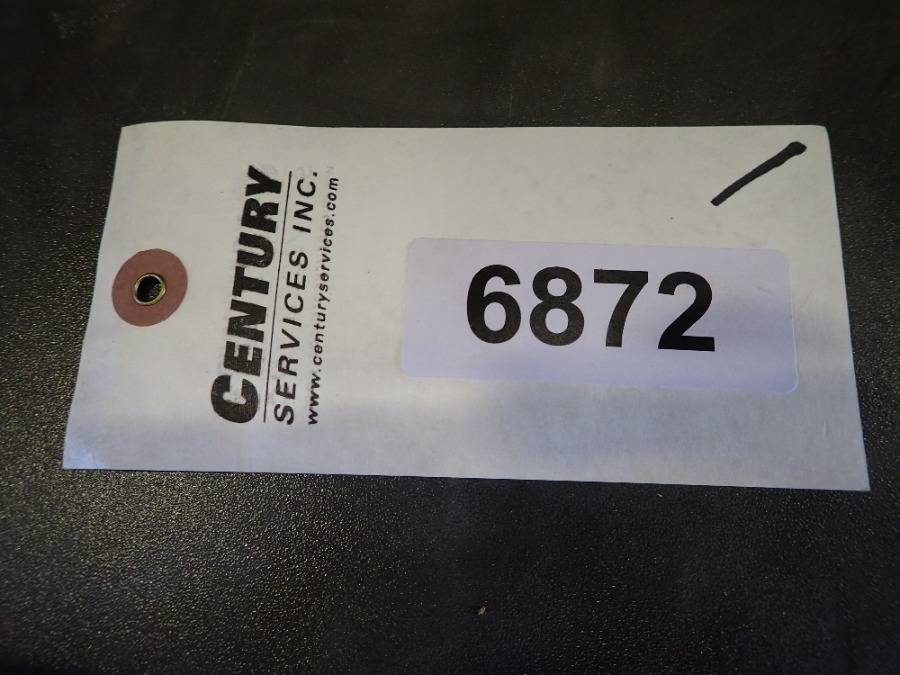 CENTURY
SERVICES INC.
www.centuryservices.com
6872